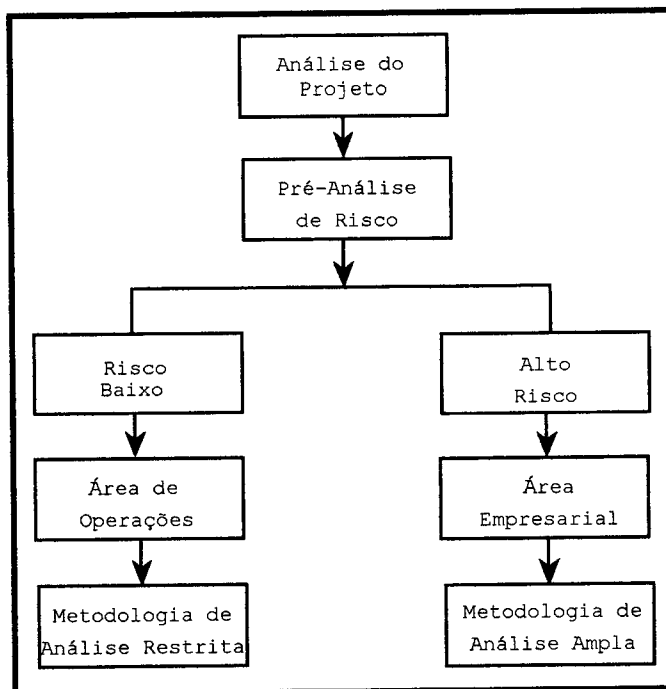 Análise do
Projeto
Pré-Análise
de Risco
Risco
Baixo
Alto
Risco
Área de
Operações
Área
Empresarial
Metodologia de
Análise Restrita
Metodologia de
Análise Ampla